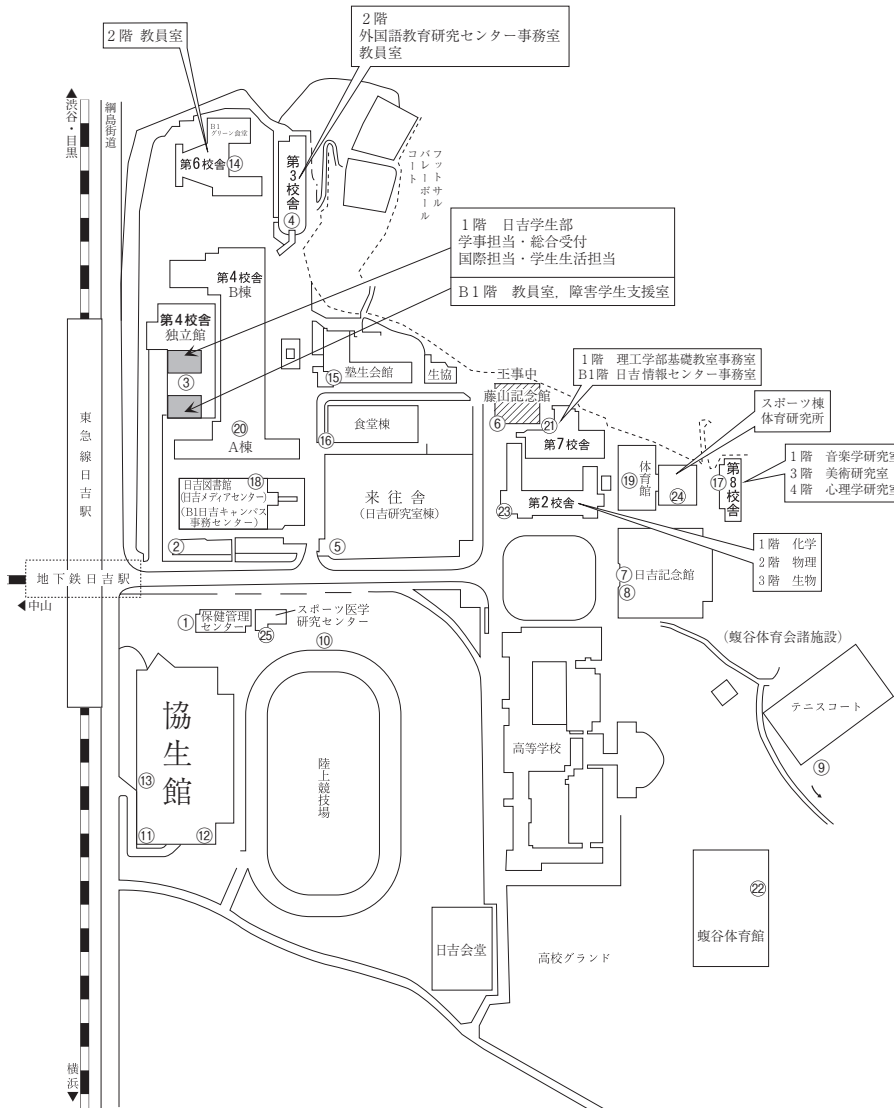 2階 教員室
2階
外国語教育研究センター事務室
教員室
渋谷・目黒
綱島街道
B1
グリーン食堂
第6校舎⑭
第3校舎
④
フットサル
バレーボール
コート
1階 日吉学生部
学事担当・総合受付
国際担当・学生生活担当
B1階 教員室，障害学生支援室
第4校舎
B棟
第4校舎
独立館
③
⑮
塾生会館
生協
工事中
藤山記念館
⑥
1階 理工学部基礎教室事務室
B1階 日吉情報センター事務室
㉑
第7校舎
スポーツ棟
体育研究所
東急線日吉駅
⑳
A棟
⑯
食堂棟
⑲
体育館
㉔
⑰
第8校舎
1階 音楽学研究室
3階 美術研究室
4階 心理学研究室
日吉図書館
⑱
(日吉メディアセンター)
(B1日吉キャンパス
事務センター)
来往舎
(日吉研究室棟)
㉓
第2校舎
②
⑤
1階 化学
2階 物理
3階 生物
地下鉄日吉駅
中山
⑦日吉記念館
⑧
①
保健管理
センター
㉕
スポーツ医学
研究センター
⑩
(蝮谷体育会諸施設)
テニスコート
⑨
協生館
⑬
⑪
⑫
陸上競技場
高等学校
㉒
蝮谷体育館
日吉会堂
高校グランド
横浜